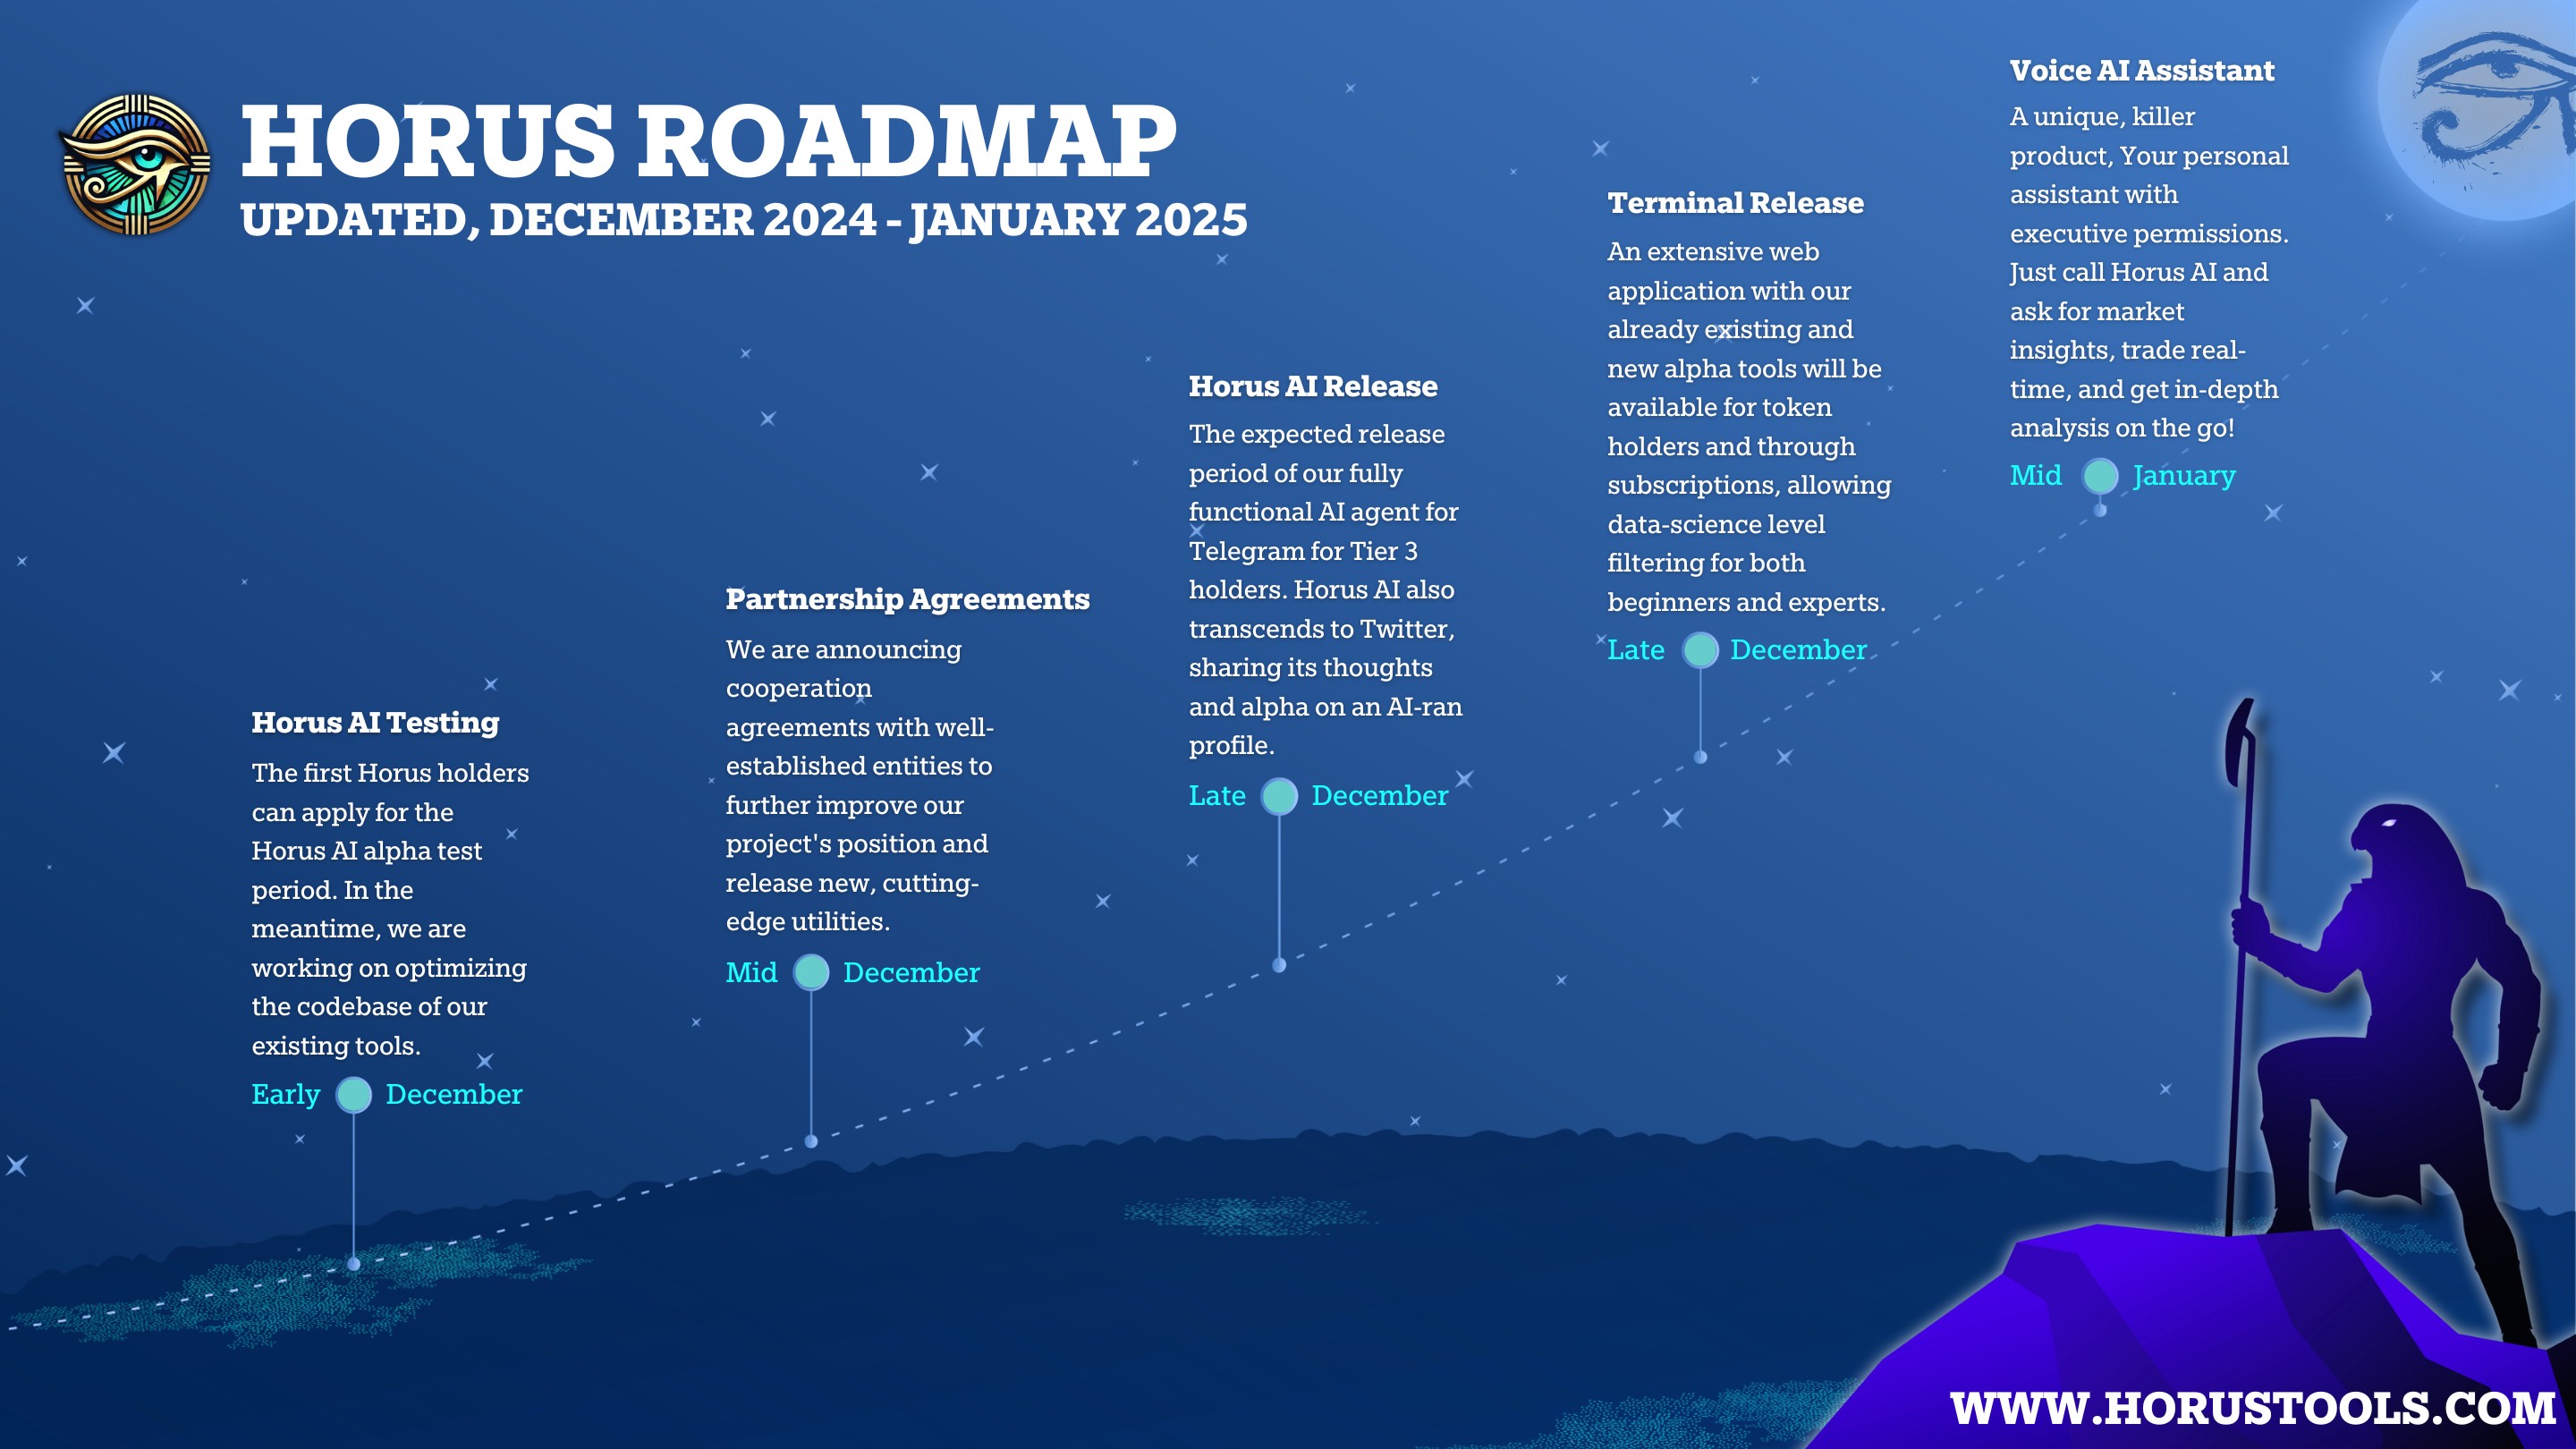 HORUS ROADMAP
UPDATED, DECEMBER 2024 - JANUARY 2025
Horus AI Testing
The first Horus holders
can apply for the
Horus AI alpha test
period. In the
meantime, we are
working on optimizing
the codebase of our
existing tools.
Early December
Partnership Agreements
We are announcing
cooperation
agreements with well-
established entities to
further improve our
project's position and
release new, cutting-
edge utilities.
Mid December
Horus AI Release
The expected release
period of our fully
functional AI agent for
Telegram for Tier 3
holders. Horus AI also
transcends to Twitter,
sharing its thoughts
and alpha on an AI-ran
profile.
Late December
Terminal Release
An extensive web
application with our
already existing and
new alpha tools will be
available for token
holders and through
subscriptions, allowing
data-science level
filtering for both
beginners and experts.
Late December
Voice AI Assistant
A unique, killer
product, Your personal
assistant with
executive permissions.
Just call Horus AI and
ask for market
insights, trade real-
time, and get in-depth
analysis on the go!
Mid January
WWW.HORUSTOOLS.COM